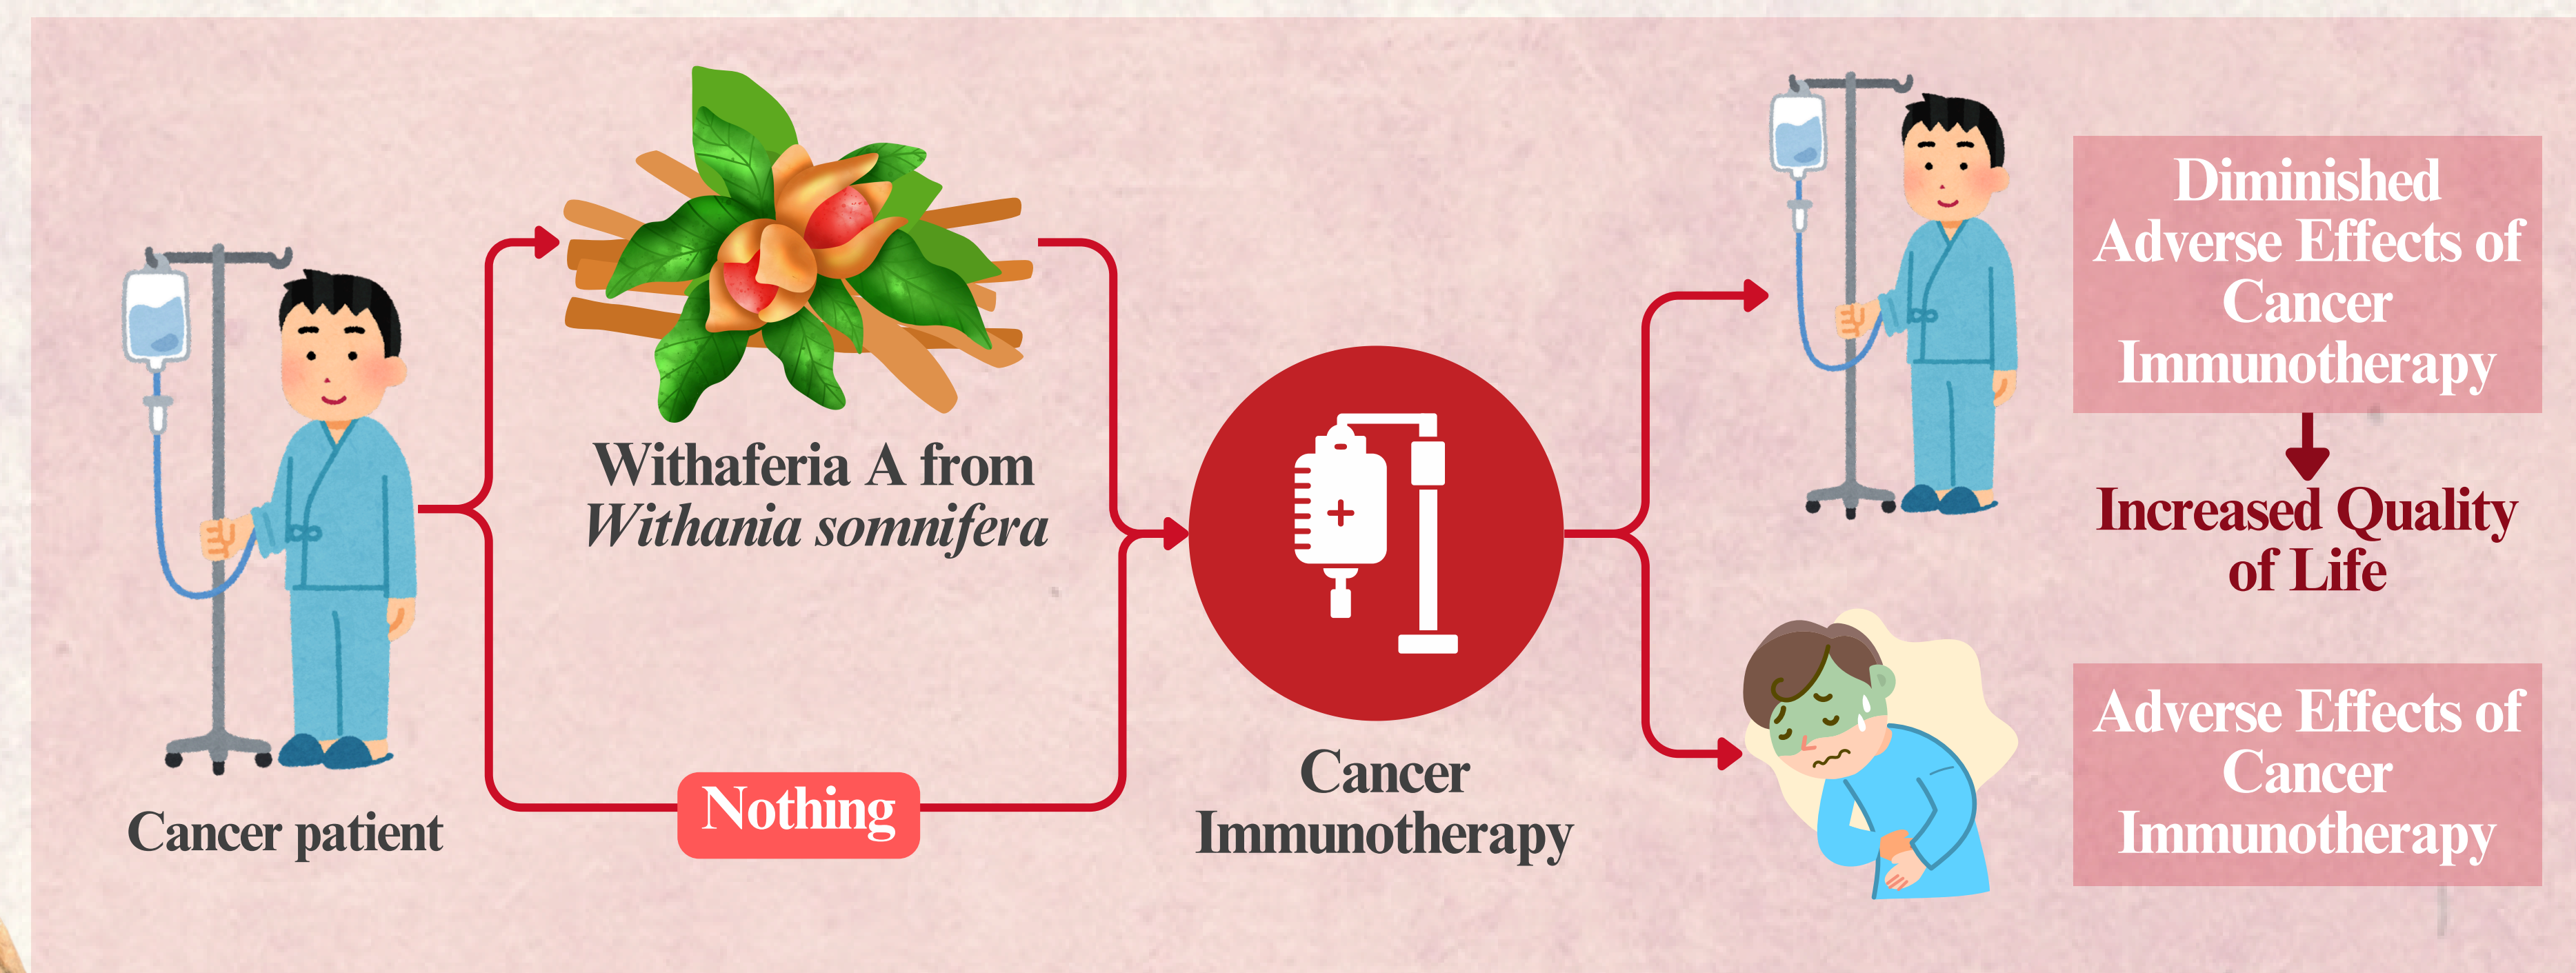 Cancer patient
Withaferia A from
Withania somnifera
Nothing
Cancer
Immunotherapy
Diminished
Adverse Effects of
Cancer
Immunotherapy
Increased Quality
of Life
Adverse Effects of
Cancer
Immunotherapy